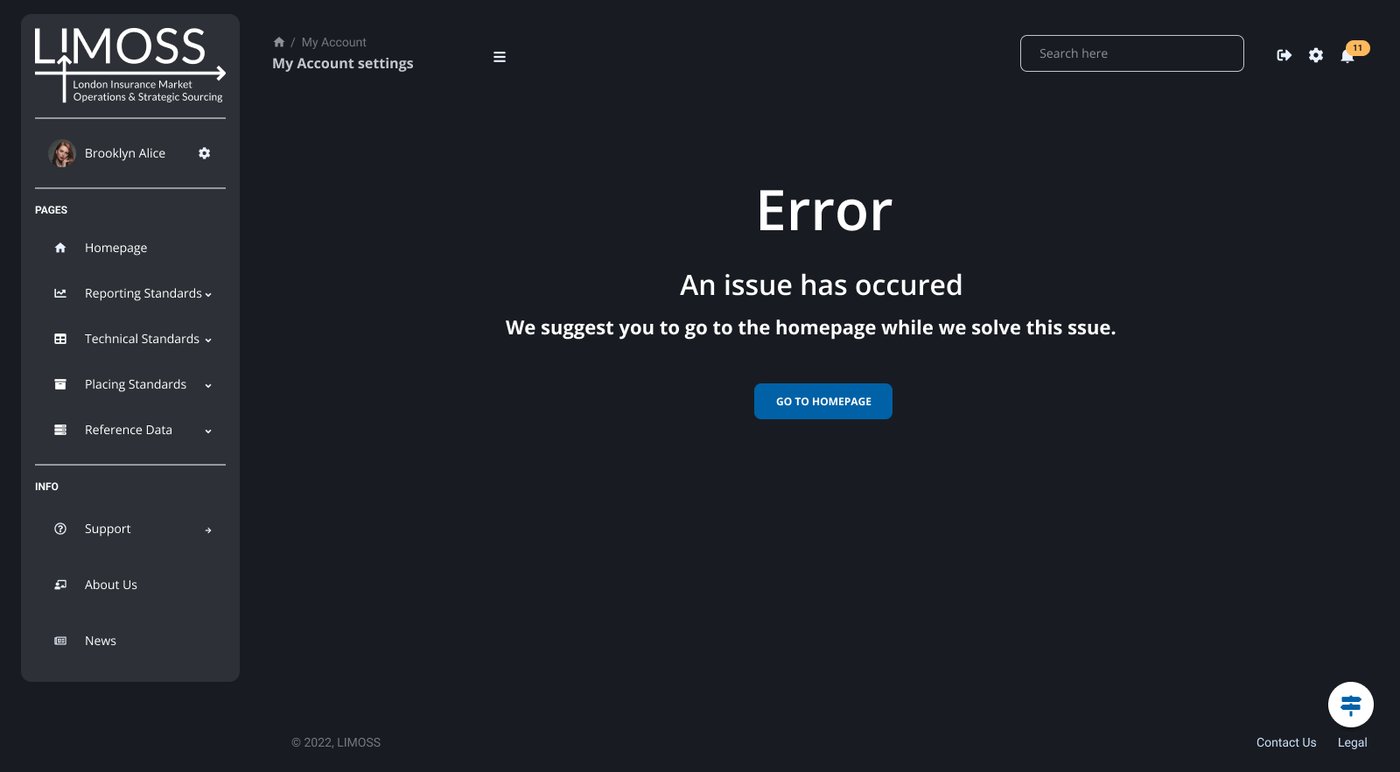 LIMOSS
London Insurance Market
Operations & Strategic Sourcing
Brooklyn Alice
PAGES
Homepage
Reporting Standards
Technical Standards
Placing Standards
Reference Data
INFO
Support
About Us
News
/ My Account
My Account settings
Search here
11
Error
An issue has occured
We suggest you to go to the homepage while we solve this ssue.
GO TO HOMEPAGE
© 2022, LIMOSS
Contact Us
Legal